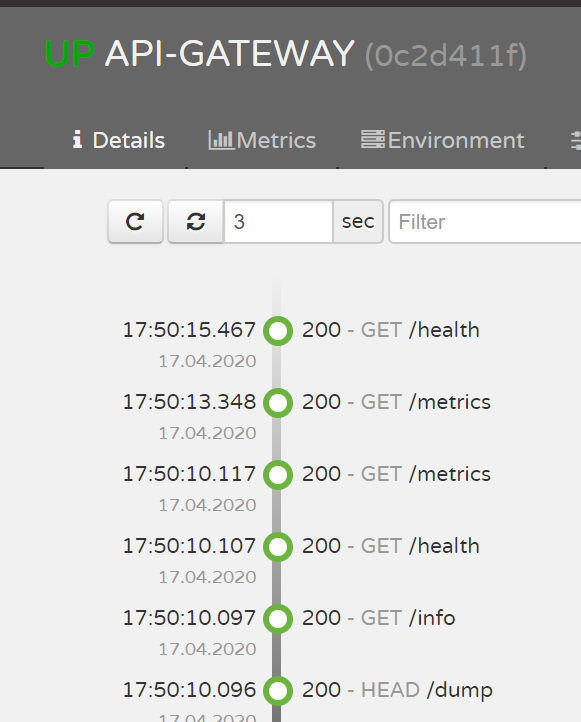 UP API-GATEWAY (0c2d411f)
Details Metrics Environment
3 sec Filter
17:50:15.467 200 - GET /health
17.04.2020
17:50:13.348 200 - GET /metrics
17.04.2020
17:50:10.117 200 - GET /metrics
17.04.2020
17:50:10.107 200 - GET /health
17.04.2020
17:50:10.097 200 - GET /info
17.04.2020
17:50:10.096 200 - HEAD /dump
17.04.2020